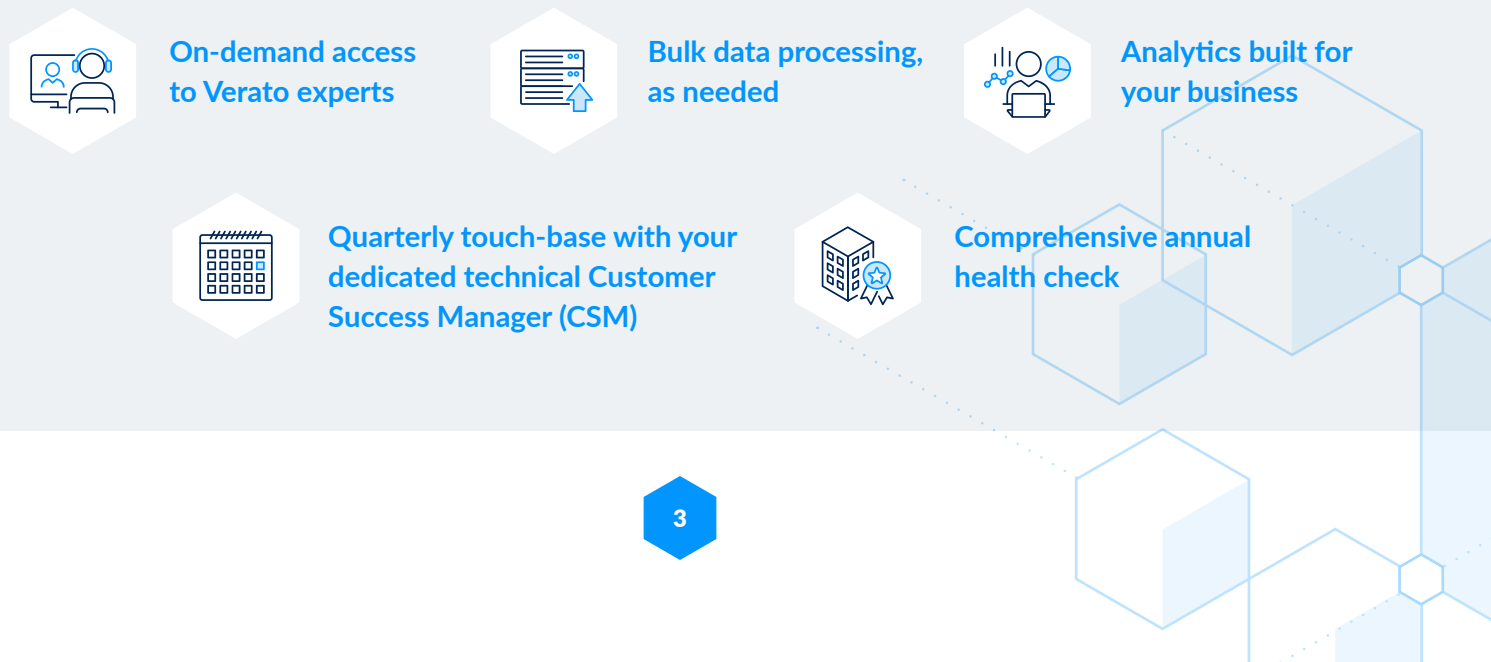 On-demand access
to Verato experts
Bulk data processing,
as needed
Analytics built for
your business
Quarterly touch-base with your
dedicated technical Customer
Success Manager (CSM)
Comprehensive annual
health check
3